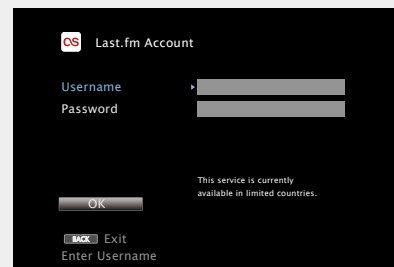 Last.fm Account
Username
Password
This service is currently
available in limited countries.
OK
BACK Exit
Enter Username